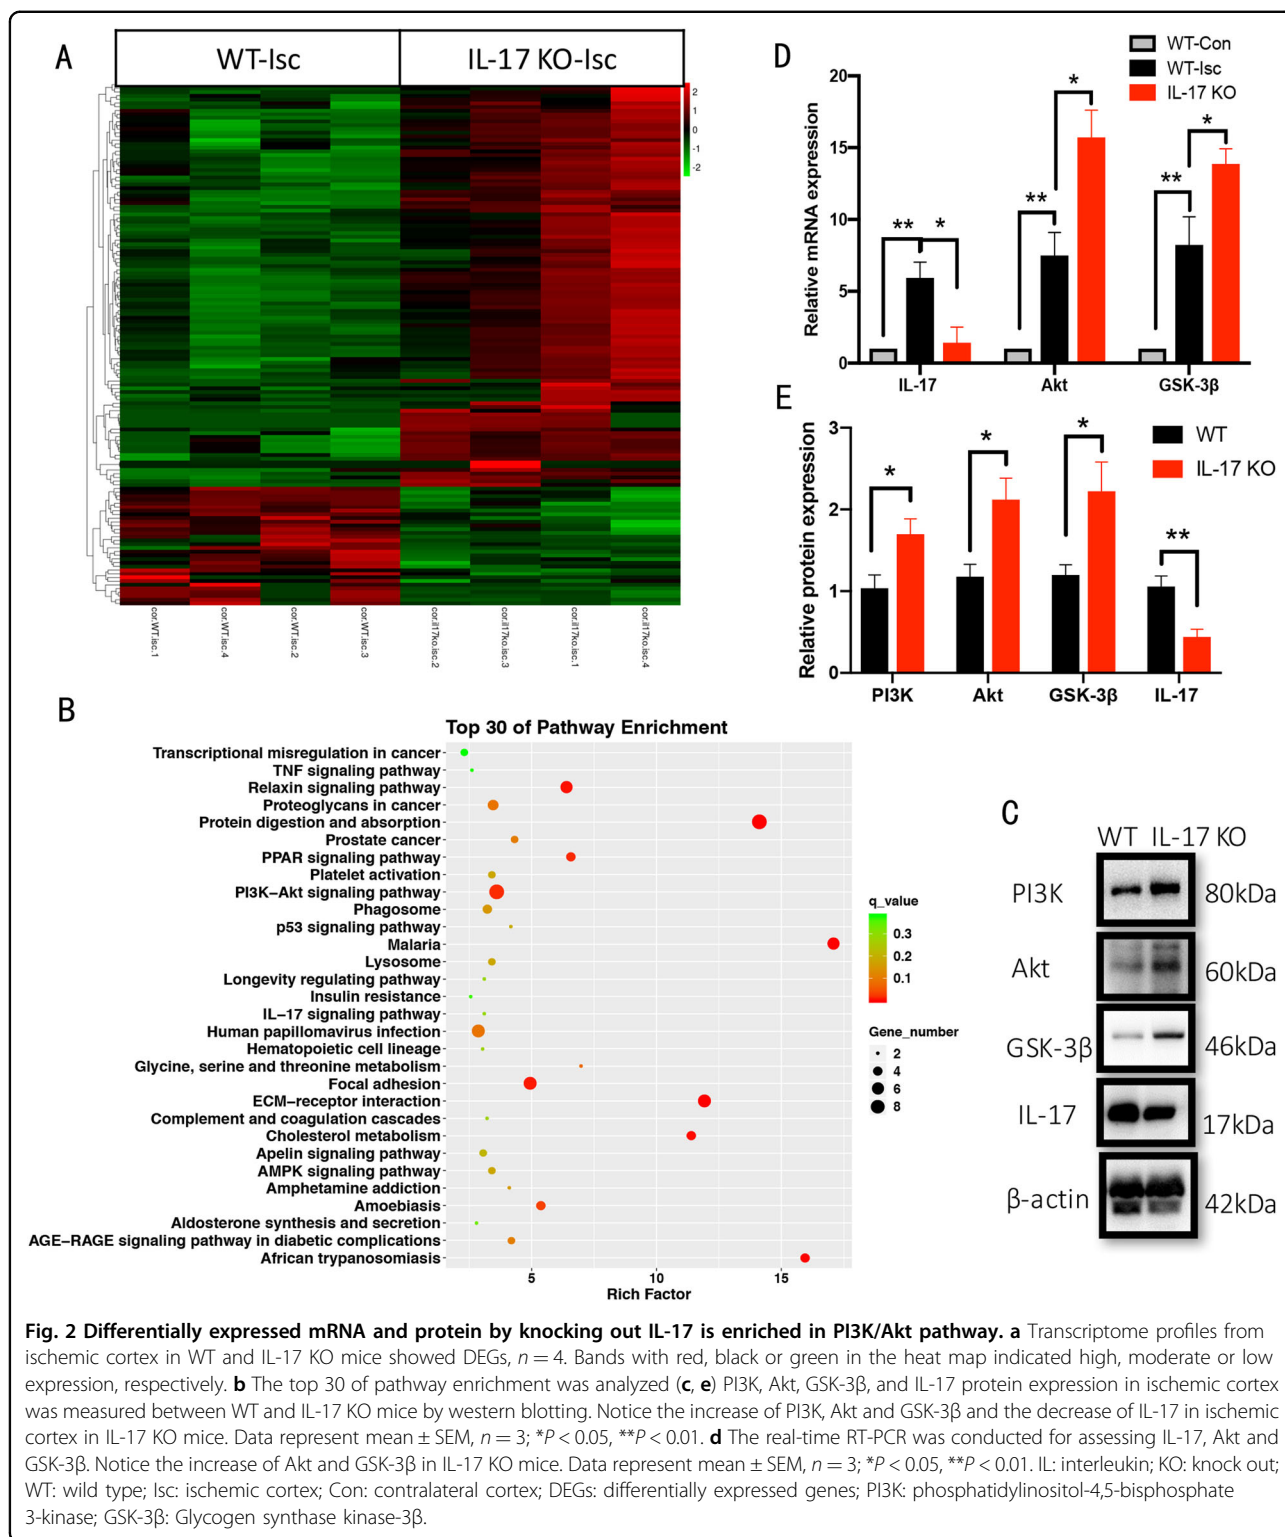 A
WT-Isc
IL-17 KO-Isc
2
1
0
-1
-2
cor.WT.isc.1
cor.WT.isc.4
cor.WT.isc.2
cor.WT.isc.3
cor.il17ko.isc.2
cor.il17ko.isc.3
cor.il17ko.isc.1
cor.il17ko.isc.4
D
WT-Con
WT-Isc
IL-17 KO
Relative mRNA expression
20
15
10
5
0
** *
** *
** *
IL-17 Akt GSK-3β
E
WT
IL-17 KO
Relative protein expression
3
2
1
0
* * * **
PI3K Akt GSK-3β IL-17
B
Top 30 of Pathway Enrichment
Transcriptional misregulation in cancer
TNF signaling pathway
Relaxin signaling pathway
Proteoglycans in cancer
Protein digestion and absorption
Prostate cancer
PPAR signaling pathway
Platelet activation
PI3K−Akt signaling pathway
Phagosome
p53 signaling pathway
Malaria
Lysosome
Longevity regulating pathway
Insulin resistance
IL−17 signaling pathway
Human papillomavirus infection
Hematopoietic cell lineage
Glycine, serine and threonine metabolism
Focal adhesion
ECM−receptor interaction
Complement and coagulation cascades
Cholesterol metabolism
Apelin signaling pathway
AMPK signaling pathway
Amphetamine addiction
Amoebiasis
Aldosterone synthesis and secretion
AGE−RAGE signaling pathway in diabetic complications
African trypanosomiasis
5 10 15
Rich Factor
q_value
0.3
0.2
0.1
Gene_number
2
4
6
8
C
WT IL-17 KO
PI3K 80kDa
Akt 60kDa
GSK-3β 46kDa
IL-17 17kDa
β-actin 42kDa
Fig. 2 Differentially expressed mRNA and protein by knocking out IL-17 is enriched in PI3K/Akt pathway. a Transcriptome profiles from
ischemic cortex in WT and IL-17 KO mice showed DEGs, n = 4. Bands with red, black or green in the heat map indicated high, moderate or low
expression, respectively. b The top 30 of pathway enrichment was analyzed (c, e) PI3K, Akt, GSK-3β, and IL-17 protein expression in ischemic cortex
was measured between WT and IL-17 KO mice by western blotting. Notice the increase of PI3K, Akt and GSK-3β and the decrease of IL-17 in ischemic
cortex in IL-17 KO mice. Data represent mean ± SEM, n = 3; *P < 0.05, **P < 0.01. d The real-time RT-PCR was conducted for assessing IL-17, Akt and
GSK-3β. Notice the increase of Akt and GSK-3β in IL-17 KO mice. Data represent mean ± SEM, n = 3; *P < 0.05, **P < 0.01. IL: interleukin; KO: knock out;
WT: wild type; Isc: ischemic cortex; Con: contralateral cortex; DEGs: differentially expressed genes; PI3K: phosphatidylinositol-4,5-bisphosphate
3-kinase; GSK-3β: Glycogen synthase kinase-3β.